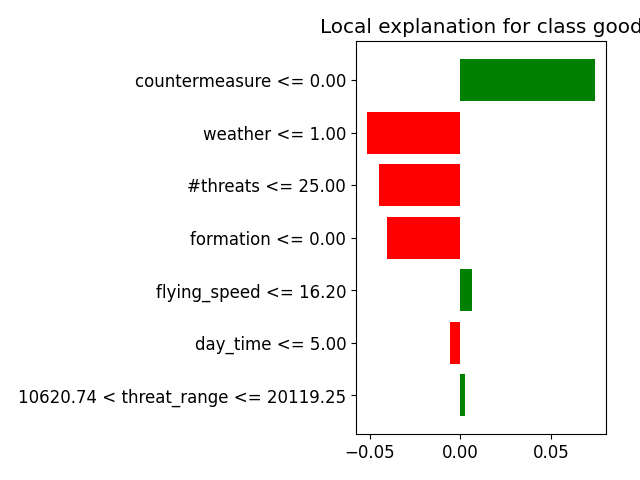 Local explanation for class good
countermeasure <= 0.00
weather <= 1.00
#threats <= 25.00
formation <= 0.00
flying_speed <= 16.20
day_time <= 5.00
10620.74 < threat_range <= 20119.25
−0.05 0.00 0.05